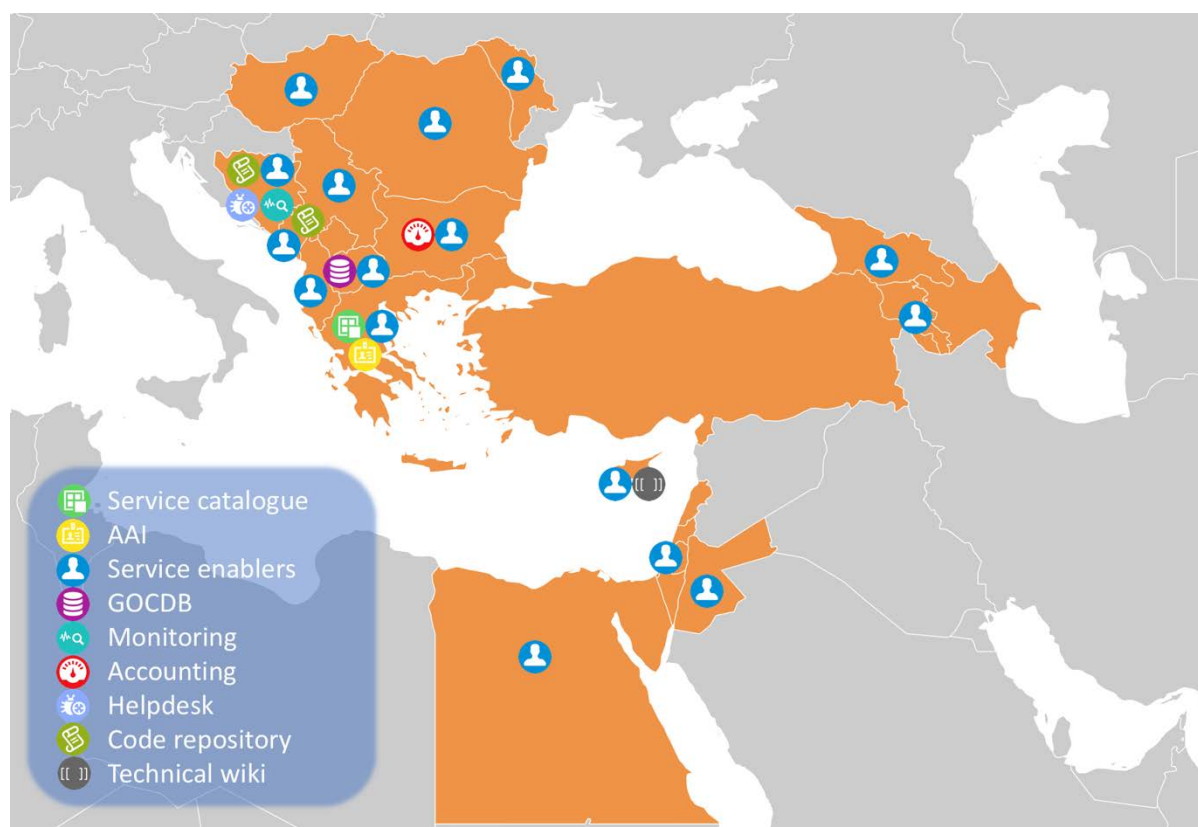 [[ ]]
Service catalogue
AAI
Service enablers
GOCDB
Monitoring
Accounting
Helpdesk
Code repository
[[ ]] Technical wiki